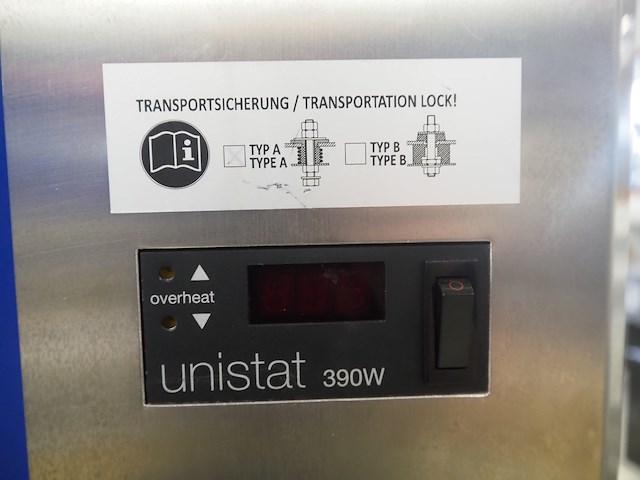 TRANSPORTSICHERUNG / TRANSPORTATION LOCK!
TYP A
TYPE A
TYP B
TYPE B
overheat
unistat 390W